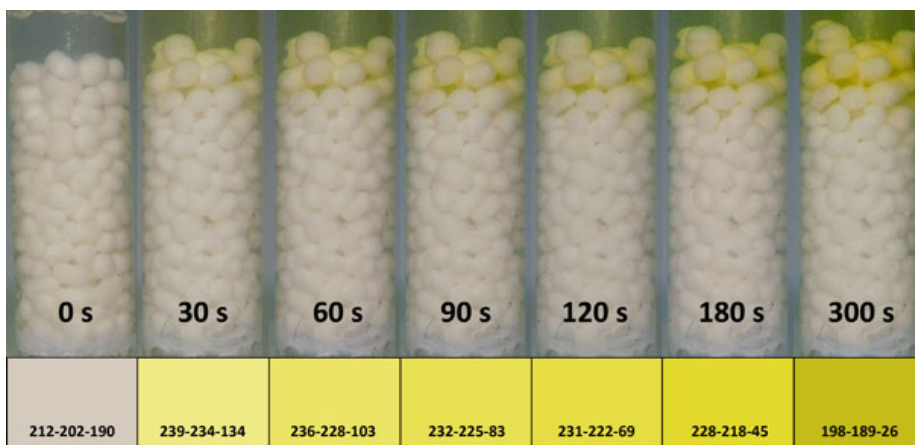 0 s
30 s
60 s
90 s
120 s
180 s
300 s
212-202-190
239-234-134
236-228-103
232-225-83
231-222-69
228-218-45
198-189-26